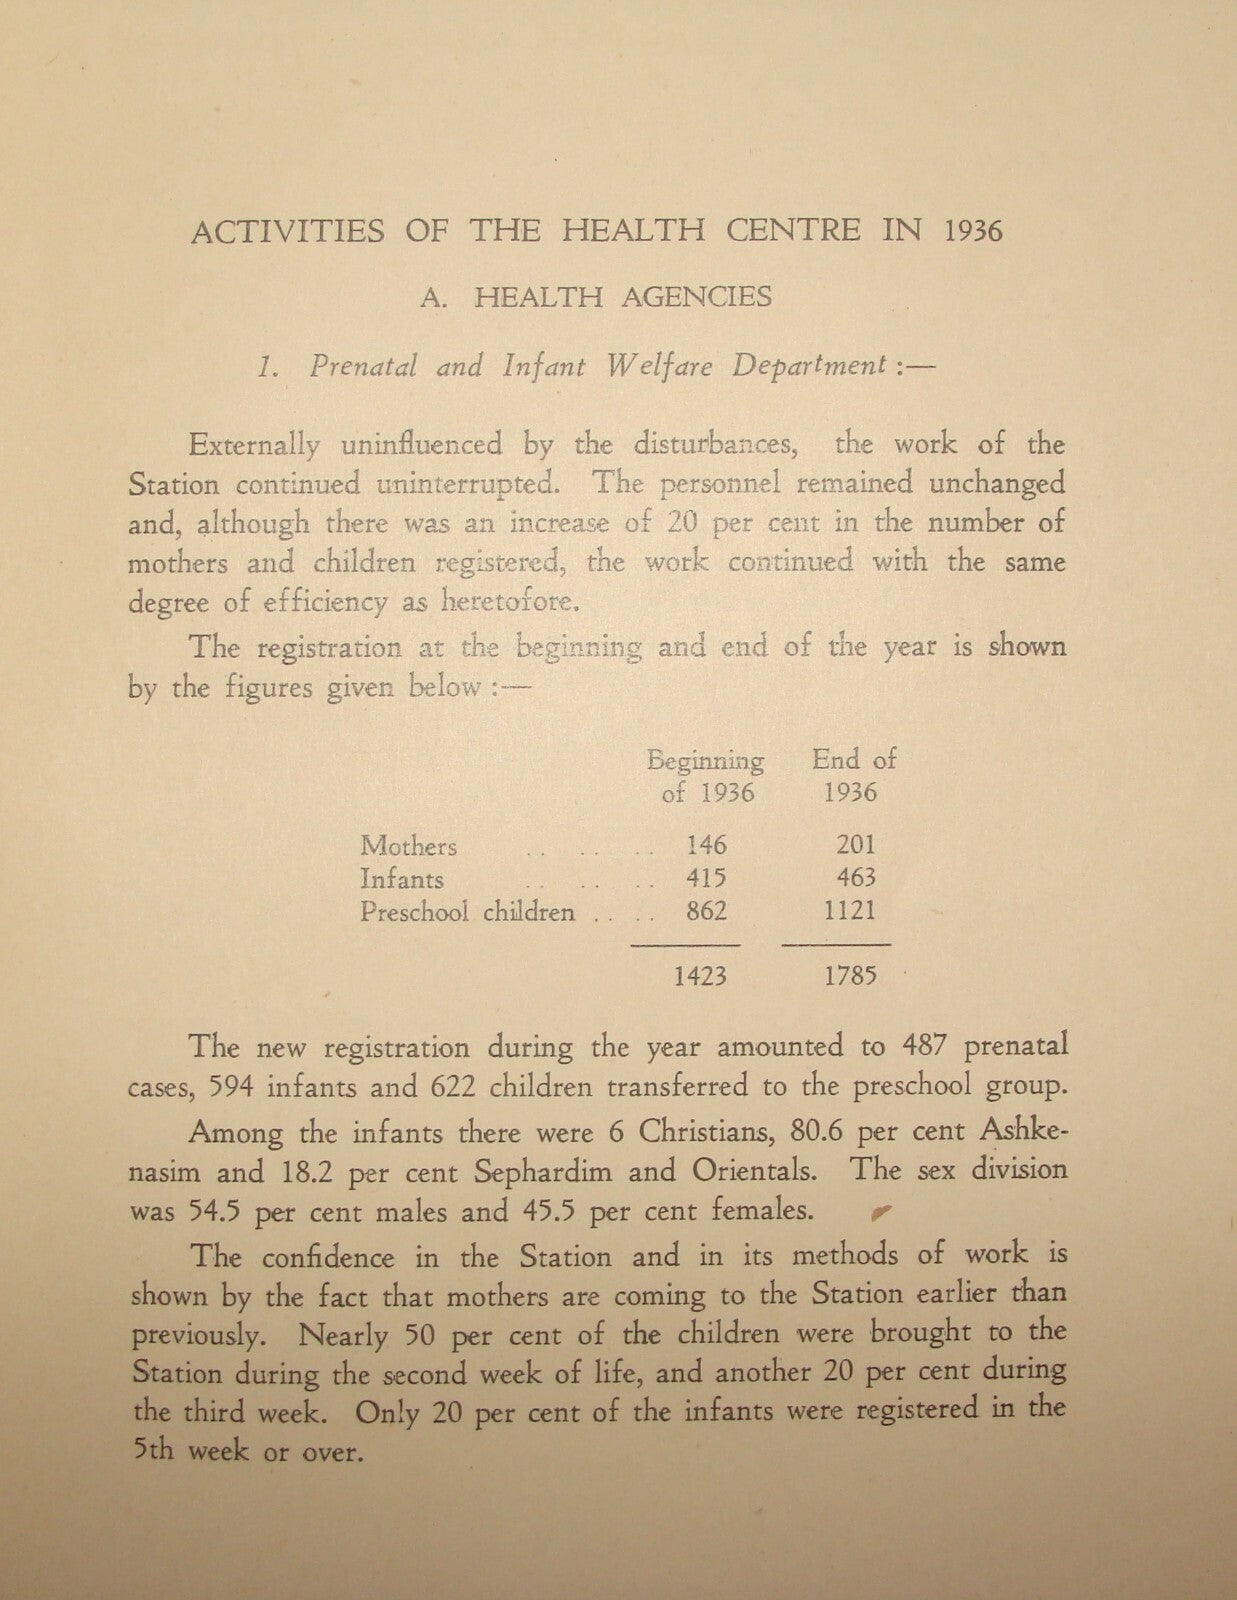 ACTIVITIES OF THE HEALTH CENTRE IN 1936
A. HEALTH AGENCIES
1. Prenatal and Infant Welfare Department :—
Externally uninfluenced by the disturbances, the work of the
Station continued uninterrupted. The personnel remained unchanged
and, although there was an increase of 20 per cent in the number of
mothers and children registered, the work continued with the same
degree of efficiency as heretofore.
The registration at the beginning and end of the year is shown
by the figures given below :—
Beginning End of
of 1936 1936
Mothers .. .. .. 146 201
Infants .. .. .. 415 463
Preschool children .. .. 862 1121
1423 1785
The new registration during the year amounted to 487 prenatal
cases, 594 infants and 622 children transferred to the preschool group.
Among the infants there were 6 Christians, 80.6 per cent Ashke-
nasim and 18.2 per cent Sephardim and Orientals. The sex division
was 54.5 per cent males and 45.5 per cent females.
The confidence in the Station and in its methods of work is
shown by the fact that mothers are coming to the Station earlier than
previously. Nearly 50 per cent of the children were brought to the
Station during the second week of life, and another 20 per cent during
the third week. Only 20 per cent of the infants were registered in the
5th week or over.